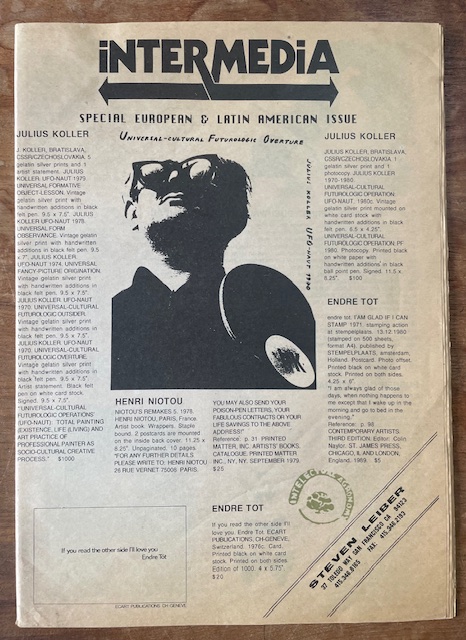 iNTERMEDiA
SPECIAL EUROPEAN & LATIN AMERICAN ISSUE
JULIUS KOLLER
J. KOLLER, BRATISLAVA,
CSSR/CZECHOSLOVAKIA, 5
gelatin silver prints and 1
artist statement. JULIUS
KOLLER: UFO-NAUT 1975.
UNIVERSAL FORMATIVE
OBJECT-LESSON. Vintage
gelatin silver print with
handwritten additions in black
felt pen. 9.5 x 7.5". JULIUS
KOLLER UFO-NAUT 1975.
UNIVERSAL FORM
OBSERVANCE. Vintage gelatin
silver print with handwritten
additions in black felt pen. 9.5
x 7". JULIUS KOLLER.
UFO-NAUT 1974. UNIVERSAL
FANCY-PICTURE ORIGINATION.
Vintage gelatin silver print
with handwritten additions in
black felt pen. 9.5 x 7.5".
JULIUS KOLLER: UFO-NAUT
1970. UNIVERSAL-CULTURAL
FUTUROLOGIC OUTSIDER.
Vintage gelatin silver print
with handwritten additions in
black felt pen. 9.5 x 7.5".
JULIUS KOLLER: UFO-NAUT
1970. UNIVERSAL-CULTURAL
FUTUROLOGIC OVERTURE.
Vintage gelatin silver print
with handwritten additions in
black felt pen. 9.5 x 7.5".
Artist statement. Black felt
pen on white card stock.
Signed. 9.5 x 7.5".
"UNIVERSAL-CULTURAL
FUTUROLOGIC OPERATIONS"
(UFO-NAUT). TOTAL PAINTING
(EXISTENCE, LIFE (LIVING) AND
ART PRACTICE OF
PROFESSIONAL PAINTER AS
SOCIO-CULTURAL CREATIVE
PROCESS." $1000
UNIVERSAL-CULTURAL FUTUROLOGIC OVERTURE
JULIUS KOLLER UFO-NAUT 1970
JULIUS KOLLER
JULIUS KOLLER, BRATISLAVA,
CSSR/CZECHOSLOVAKIA. 1
gelatin silver print and 1
photocopy. JULIUS KOLLER
1970-1980.
UNIVERSAL-CULTURAL
FUTUROLOGIC OPERATION.
UFO-NAUT. 1980c. Vintage
gelatin silver print mounted on
white card stock with
handwritten additions in black
felt pen. 6.5 x 4.25".
UNIVERSAL-CULTURAL
FUTUROLOGIC OPERATION, PF
1980. Photocopy. Printed black
on white paper with
handwritten additions in black
ball point pen. Signed. 11.5 x
8.25". $100
ENDRE TOT
endre tot: I'AM GLAD IF I CAN
STAMP 1971. stamping action
at stempelplaats. 13.12.1980
(stamped on 500 sheets,
format A4), published by
STEMPELPLAATS, amsterdam,
Holland. Postcard. Photo offset.
Printed black on white card
stock. Printed on both sides.
4.25 x 6"
"I am always glad of those
days, when nothing happens to
me except that I wake up in the
morning and go to bed in the
evening."
Reference: p. 98
CONTEMPORARY ARTISTS.
THIRD EDITION. Editor: Colin
Naylor. ST. JAMES PRESS,
CHICAGO, IL AND LONDON,
England. 1989. $5
HENRI NIOTOU
NIOTOU'S REMAKES 5. 1978.
HENRI NIOTOU, PARIS, France.
Artist book. Wrappers. Staple
bound. 2 postcards are mounted
on the inside back cover. 11.25 x
8.25". Unpaginated. 10 pages.
"FOR ANY FURTHER DETAILS,
PLEASE WRITE TO: HENRI NIOTOU
26 RUE VERNET 75008 PARIS.
YOU MAY ALSO SEND YOUR
POISON-PEN LETTERS, YOUR
FABULOUS CONTRACTS OR YOUR
LIFE SAVINGS TO THE ABOVE
ADDRESS!"
Reference: p.31 PRINTED
MATTER, INC. ARTISTS' BOOKS.
CATALOGUE. PRINTED MATTER
INC., NY, NY. SEPTEMBER 1979.
$25
ENDRE TOT
If you read the other side I'll
love you. Endre Tot. ECART
PUBLICATIONS, CH-GENEVE,
Switzerland. 1976c. Card.
Printed black on white card
stock. Printed on both sides.
Edition of 1000. 4 x 5.75".
$20
If you read the other side I'll love you
Endre Tót
ECART PUBLICATIONS CH GENEVE
STEVEN LEIBER
27 TOLEDO WAY SAN FRANCISCO CA 94123
415.346.8165 FAX 415.346.2193